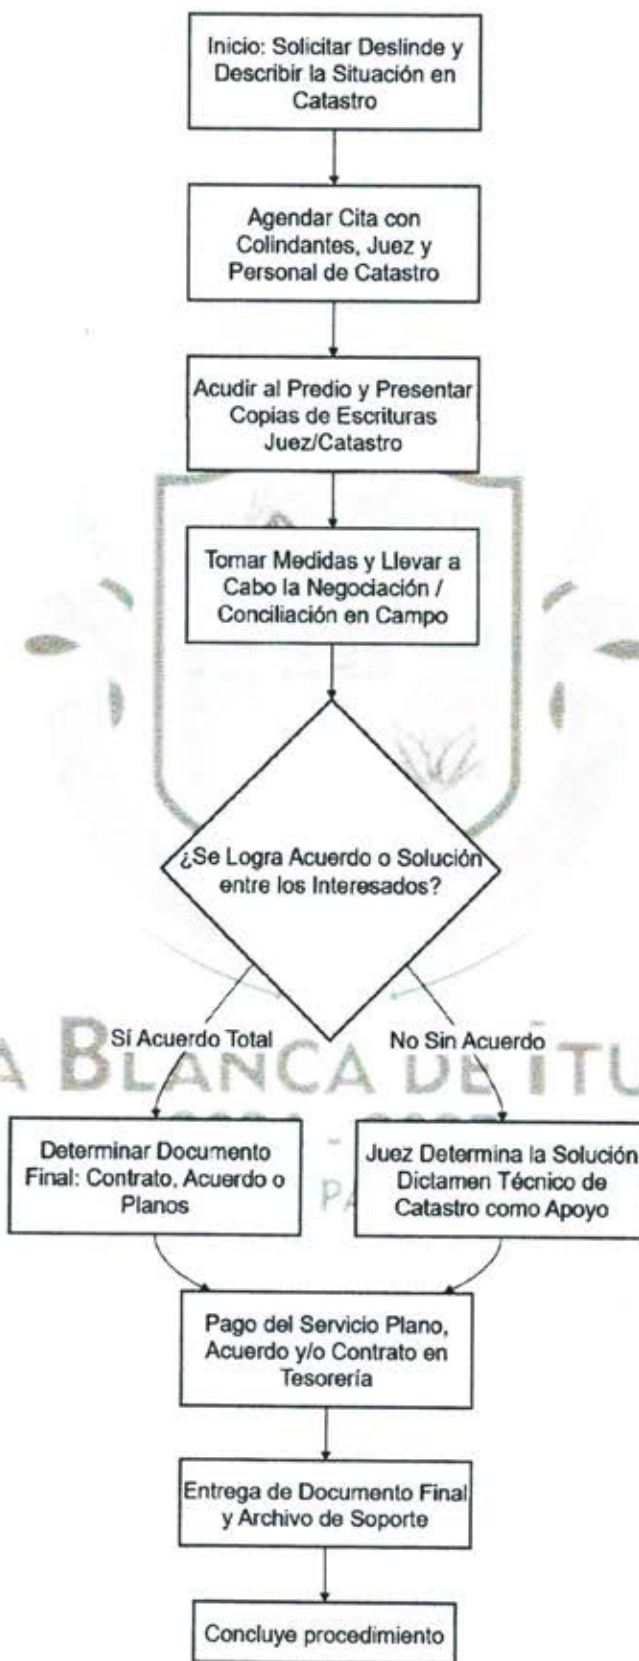 Inicio: Solicitar Deslinde y
Describir la Situación en
Catastro
Agendar Cita con
Colindantes, Juez y
Personal de Catastro
Acudir al Predio y Presentar
Copias de Escrituras
Juez/Catastro
Tomar Medidas y Llevar a
Cabo la Negociación /
Conciliación en Campo
¿Se Logra Acuerdo o Solución
entre los Interesados?
Sí Acuerdo Total
No Sin Acuerdo
A BLANCA DE ITU
Determinar Documento
Final: Contrato, Acuerdo o
Planos
Juez Determina la Solución
Dictamen Técnico de
Catastro como Apoyo
Pago del Servicio Plano,
Acuerdo y/o Contrato en
Tesorería
Entrega de Documento Final
y Archivo de Soporte
Concluye procedimiento